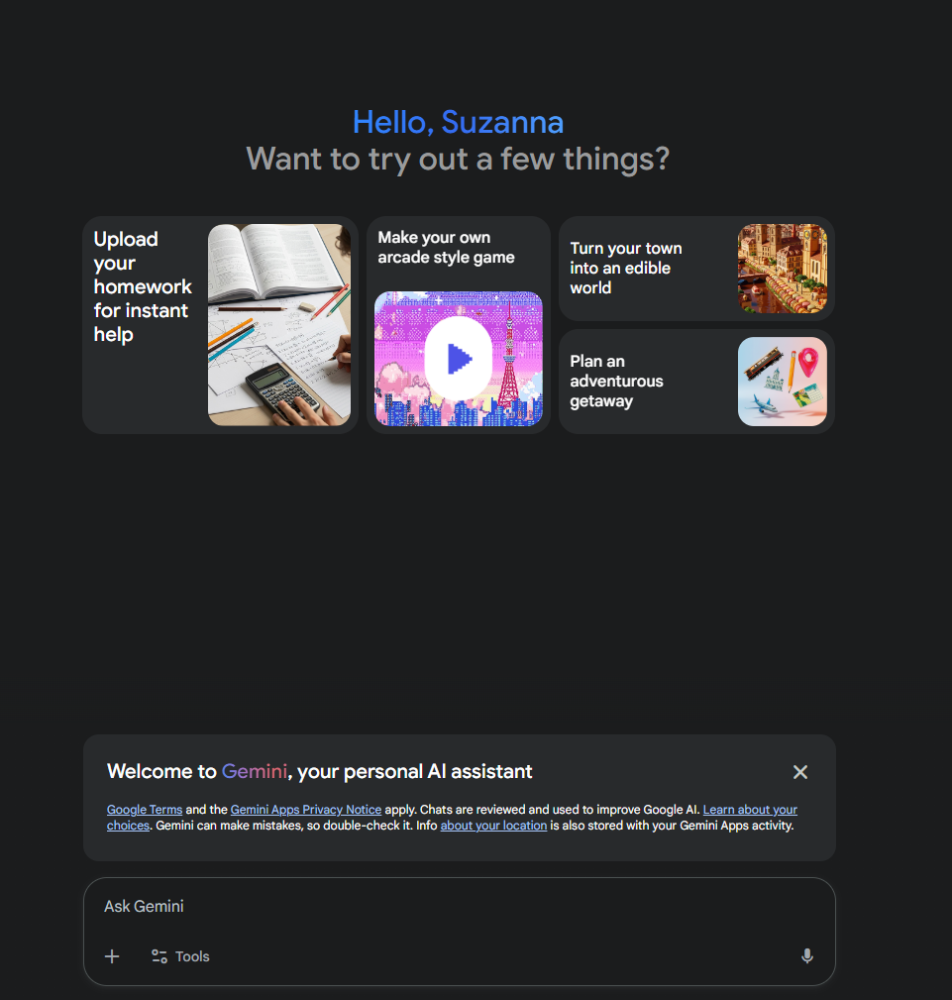 Hello, Suzanna
Want to try out a few things?
Upload
your
homework
for instant
help
Make your own
arcade style game
Turn your town
into an edible
world
Plan an
adventurous
getaway
Welcome to Gemini, your personal AI assistant
Google Terms and the Gemini Apps Privacy Notice apply. Chats are reviewed and used to improve Google AI. Learn about your
choices. Gemini can make mistakes, so double-check it. Info about your location is also stored with your Gemini Apps activity.
Ask Gemini
Tools